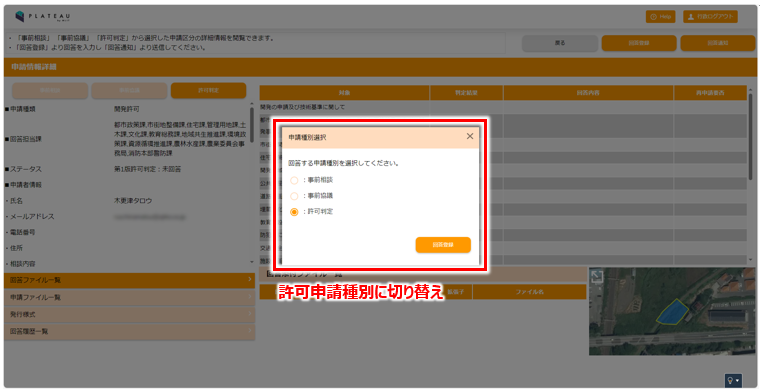 PLATEAU
Help
行政ログアウト
・「事前相談」「事前協議」「許可判定」から選択した申請区分の詳細情報を閲覧できます。
・「回答登録」より回答を入力し「回答通知」より送信してください。
戻る
回答登録
回答通知
申請情報詳細
許可判定
対象
判定結果
回答内容
再申請要否
■申請種類
開発許可
開発の申請及び技術基準に関して
■回答担当課
都市政策課,市街地整備課,住宅課,管理用地課,土
木課,文化課,教育総務課,地域共生推進課,環境政
策課,資源循環推進課,農林水産課,農業委員会事
務局,消防本部警防課
■ステータス
第1版許可判定：未回答
■申請者情報
・氏名
木更津タロウ
・メールアドレス
・電話番号
・住所
・相談内容
申請種別選択
回答する申請種別を選択してください。
：事前相談
：事前協議
：許可判定
回答登録
回答ファイル一覧
申請ファイル一覧
発行様式
回答履歴一覧
許可申請種別に切り替え
拡張子
ファイル名